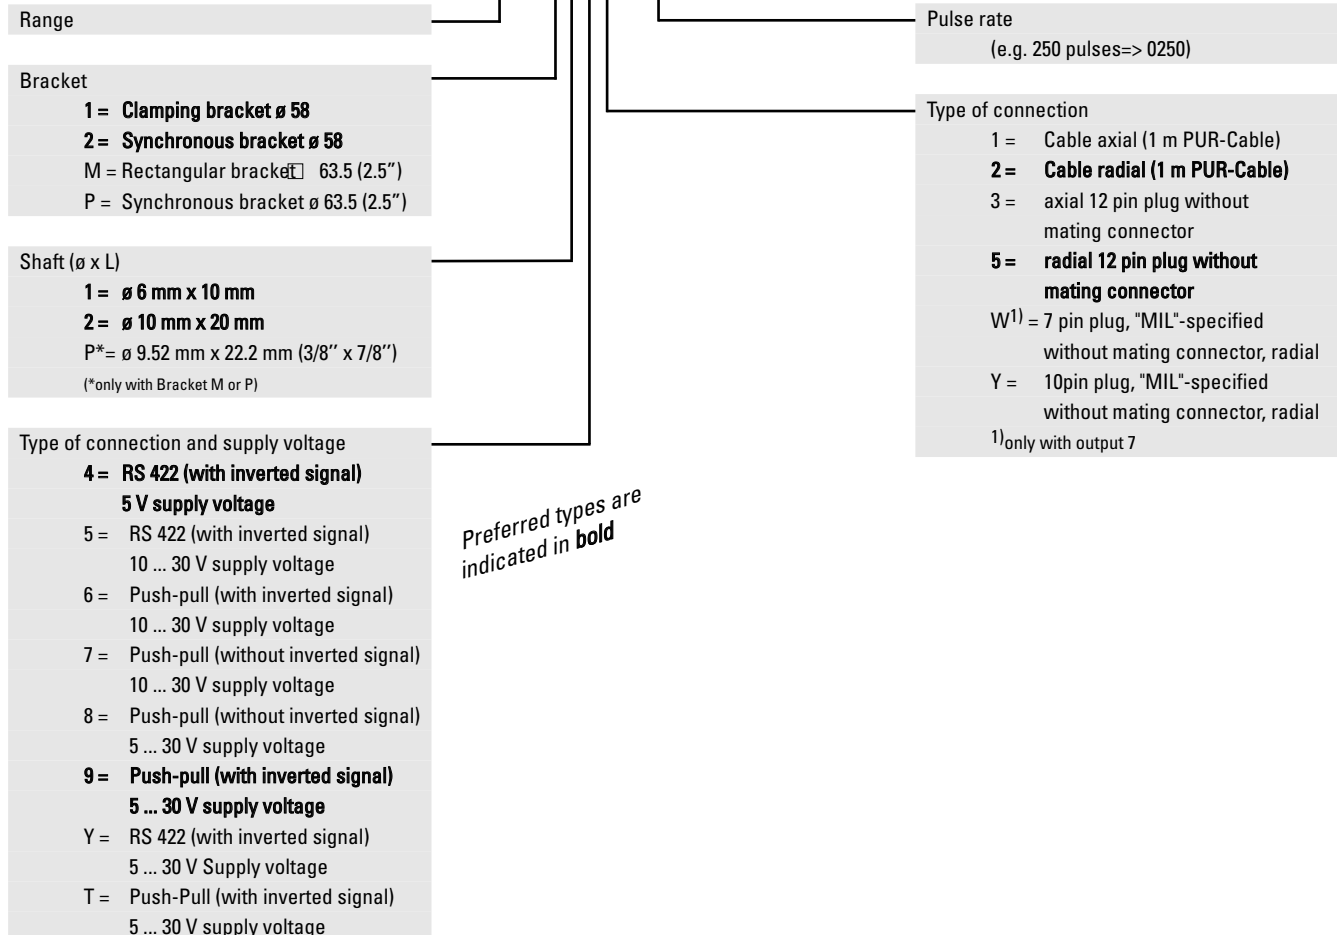 Range
Bracket
1 = Clamping bracket ø 58
2 = Synchronous bracket ø 58
M = Rectangular bracket□ 63.5 (2.5”)
P = Synchronous bracket ø 63.5 (2.5”)
Shaft (ø x L)
1 = ø 6 mm x 10 mm
2 = ø 10 mm x 20 mm
P*= ø 9.52 mm x 22.2 mm (3/8’’ x 7/8’’)
(*only with Bracket M or P)
Type of connection and supply voltage
4 = RS 422 (with inverted signal)
5 V supply voltage
5 = RS 422 (with inverted signal)
10 ... 30 V supply voltage
6 = Push-pull (with inverted signal)
10 ... 30 V supply voltage
7 = Push-pull (without inverted signal)
10 ... 30 V supply voltage
8 = Push-pull (without inverted signal)
5 ... 30 V supply voltage
9 = Push-pull (with inverted signal)
5 ... 30 V supply voltage
Y = RS 422 (with inverted signal)
5 ... 30 V Supply voltage
T = Push-Pull (with inverted signal)
5 ... 30 V supply voltage
Preferred types are
indicated in bold
Pulse rate
(e.g. 250 pulses=> 0250)
Type of connection
1 = Cable axial (1 m PUR-Cable)
2 = Cable radial (1 m PUR-Cable)
3 = axial 12 pin plug without
mating connector
5 = radial 12 pin plug without
mating connector
W1) = 7 pin plug, "MIL"-specified
without mating connector, radial
Y = 10pin plug, "MIL"-specified
without mating connector, radial
1)only with output 7